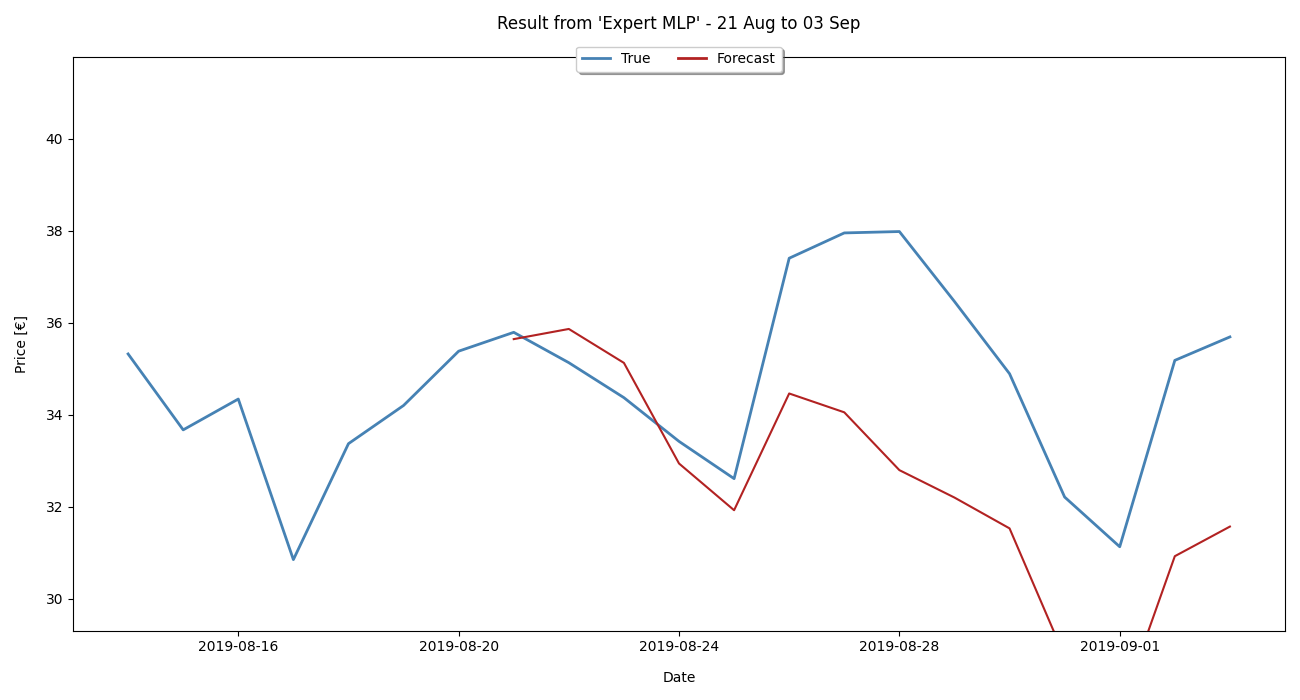 Result from 'Expert MLP' - 21 Aug to 03 Sep
True Forecast
Price [€]
40
38
36
34
32
30
2019-08-16 2019-08-20 2019-08-24 2019-08-28 2019-09-01
Date